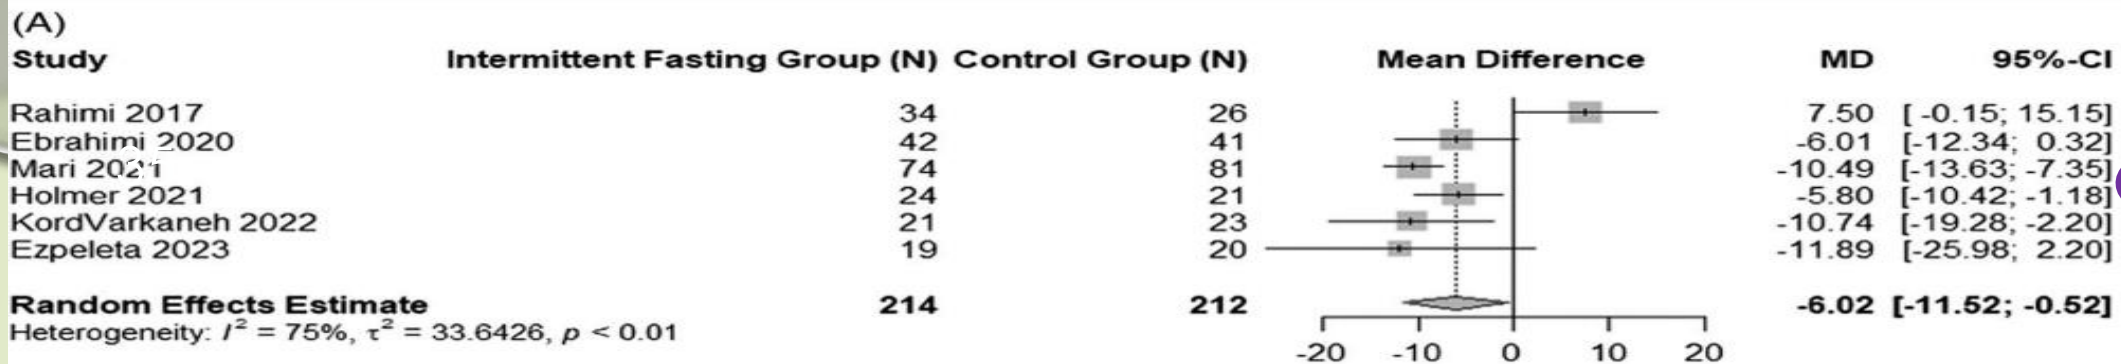 (A)
Study Intermittent Fasting Group (N) Control Group (N) Mean Difference MD 95%-CI
Rahimi 2017 34 26 7.50 [ -0.15; 15.15]
Ebrahimi 2020 42 41 -6.01 [-12.34; 0.32]
Mari 2021 74 81 -10.49 [-13.63; -7.35]
Holmer 2021 24 21 -5.80 [-10.42; -1.18]
KordVarkaneh 2022 21 23 -10.74 [-19.28; -2.20]
Ezpeleta 2023 19 20 -11.89 [-25.98; 2.20]
Random Effects Estimate 214 212 -6.02 [-11.52; -0.52]
Heterogeneity: I² = 75%, τ² = 33.6426, p < 0.01
-20 -10 0 10 20